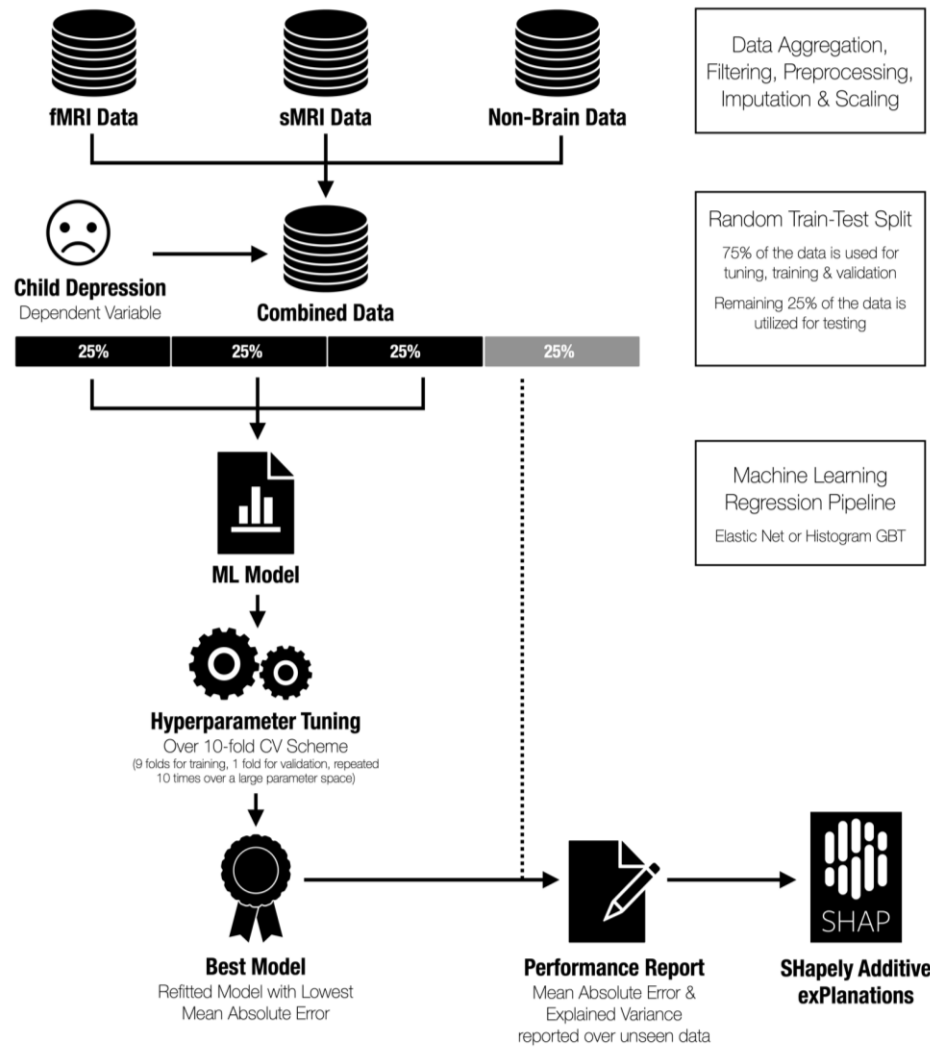 fMRI Data
sMRI Data
Non-Brain Data
Data Aggregation,
Filtering, Preprocessing,
Imputation & Scaling
Child Depression
Dependent Variable
Combined Data
Random Train-Test Split
75% of the data is used for
tuning, training & validation
Remaining 25% of the data is
utilized for testing
25%
25%
25%
25%
ML Model
Machine Learning
Regression Pipeline
Elastic Net or Histogram GBT
Hyperparameter Tuning
Over 10-fold CV Scheme
(9 folds for training, 1 fold for validation, repeated
10 times over a large parameter space)
Best Model
Refitted Model with Lowest
Mean Absolute Error
Performance Report
Mean Absolute Error &
Explained Variance
reported over unseen data
SHAP
SHapely Additive
exPlanations